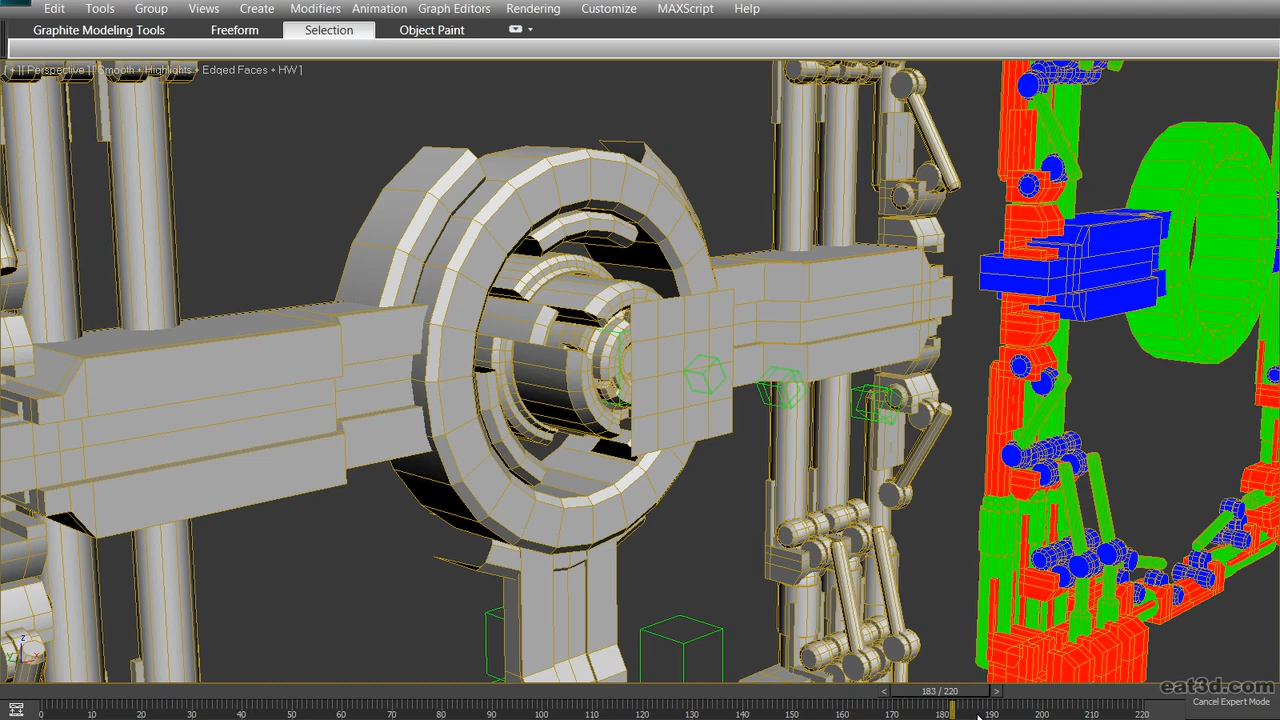 Edit Tools Group Views Create Modifiers Animation Graph Editors Rendering Customize MAXScript Help
Graphite Modeling Tools Freeform Selection Object Paint
[ + ][ Perspective ][ Smooth + Highlights + Edged Faces + HW ]
z
x
< 183 / 220 >
eat3d.com
Cancel Expert Mode
0 10 20 30 40 50 60 70 80 90 100 110 120 130 140 150 160 170 180 190 200 210 220